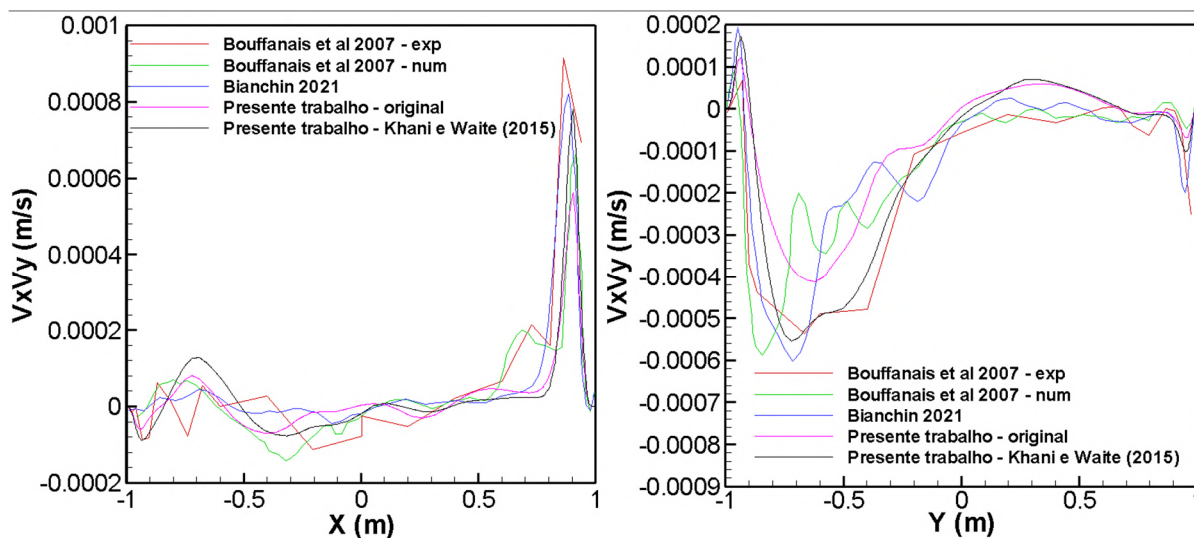 0.001
0.0008
0.0006
0.0004
0.0002
0
-0.0002
VxVy (m/s)
Bouffanais et al 2007 - exp
Bouffanais et al 2007 - num
Bianchin 2021
Presente trabalho - original
Presente trabalho - Khani e Waite (2015)
-1
-0.5
0
0.5
1
X (m)
0.0002
0.0001
0
-0.0001
-0.0002
-0.0003
-0.0004
-0.0005
-0.0006
-0.0007
-0.0008
-0.0009
VxVy (m/s)
Bouffanais et al 2007 - exp
Bouffanais et al 2007 - num
Bianchin 2021
Presente trabalho - original
Presente trabalho - Khani e Waite (2015)
-1
-0.5
0
0.5
1
Y (m)